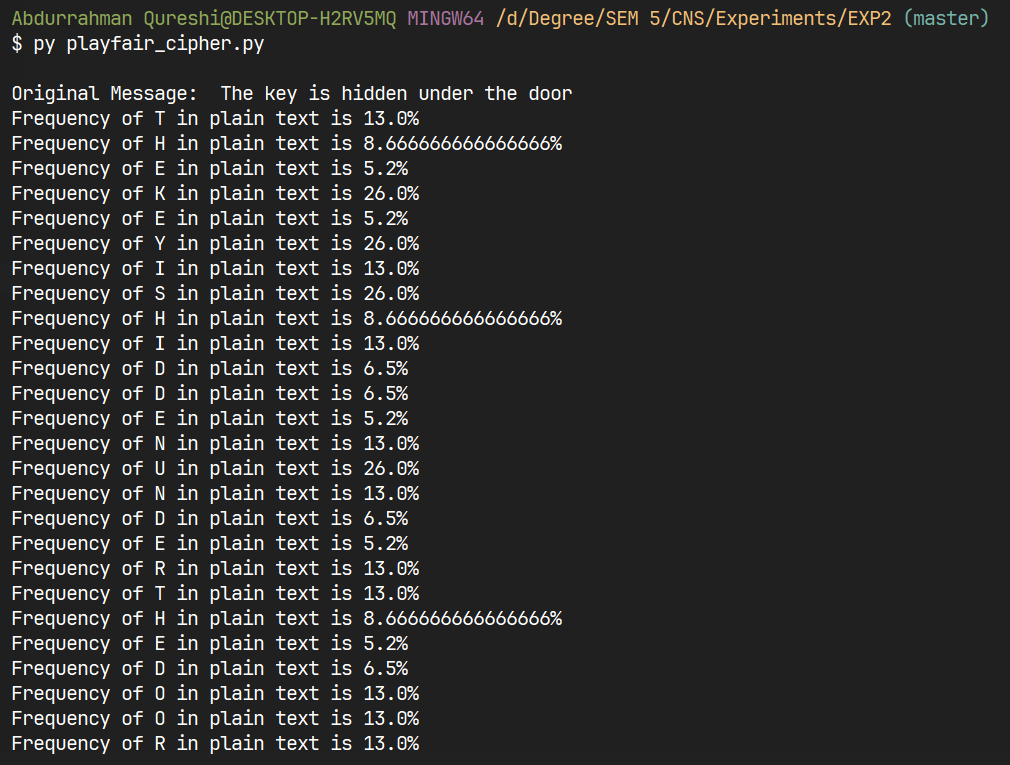 Abdurrahman Qureshi@DESKTOP-H2RV5MQ MINGW64 /d/Degree/SEM 5/CNS/Experiments/EXP2 (master)
$ py playfair_cipher.py
Original Message:  The key is hidden under the door
Frequency of T in plain text is 13.0%
Frequency of H in plain text is 8.666666666666666%
Frequency of E in plain text is 5.2%
Frequency of K in plain text is 26.0%
Frequency of E in plain text is 5.2%
Frequency of Y in plain text is 26.0%
Frequency of I in plain text is 13.0%
Frequency of S in plain text is 26.0%
Frequency of H in plain text is 8.666666666666666%
Frequency of I in plain text is 13.0%
Frequency of D in plain text is 6.5%
Frequency of D in plain text is 6.5%
Frequency of E in plain text is 5.2%
Frequency of N in plain text is 13.0%
Frequency of U in plain text is 26.0%
Frequency of N in plain text is 13.0%
Frequency of D in plain text is 6.5%
Frequency of E in plain text is 5.2%
Frequency of R in plain text is 13.0%
Frequency of T in plain text is 13.0%
Frequency of H in plain text is 8.666666666666666%
Frequency of E in plain text is 5.2%
Frequency of D in plain text is 6.5%
Frequency of O in plain text is 13.0%
Frequency of O in plain text is 13.0%
Frequency of R in plain text is 13.0%